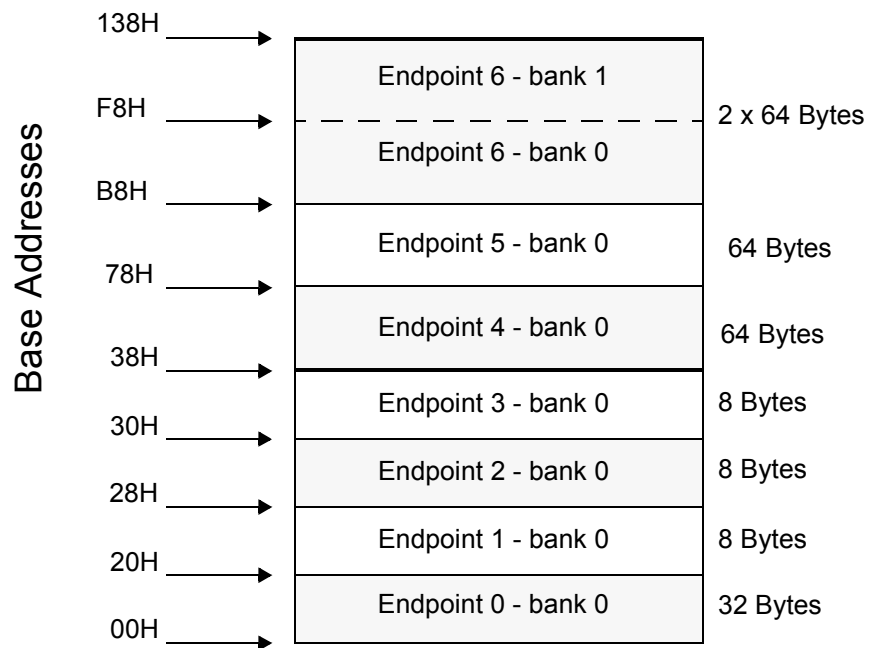 138H
Endpoint 6 - bank 1
F8H
2 x 64 Bytes
Endpoint 6 - bank 0
B8H
Endpoint 5 - bank 0
64 Bytes
78H
Endpoint 4 - bank 0
64 Bytes
38H
Endpoint 3 - bank 0
8 Bytes
30H
Endpoint 2 - bank 0
8 Bytes
28H
Endpoint 1 - bank 0
8 Bytes
20H
Endpoint 0 - bank 0
32 Bytes
00H
Base Addresses